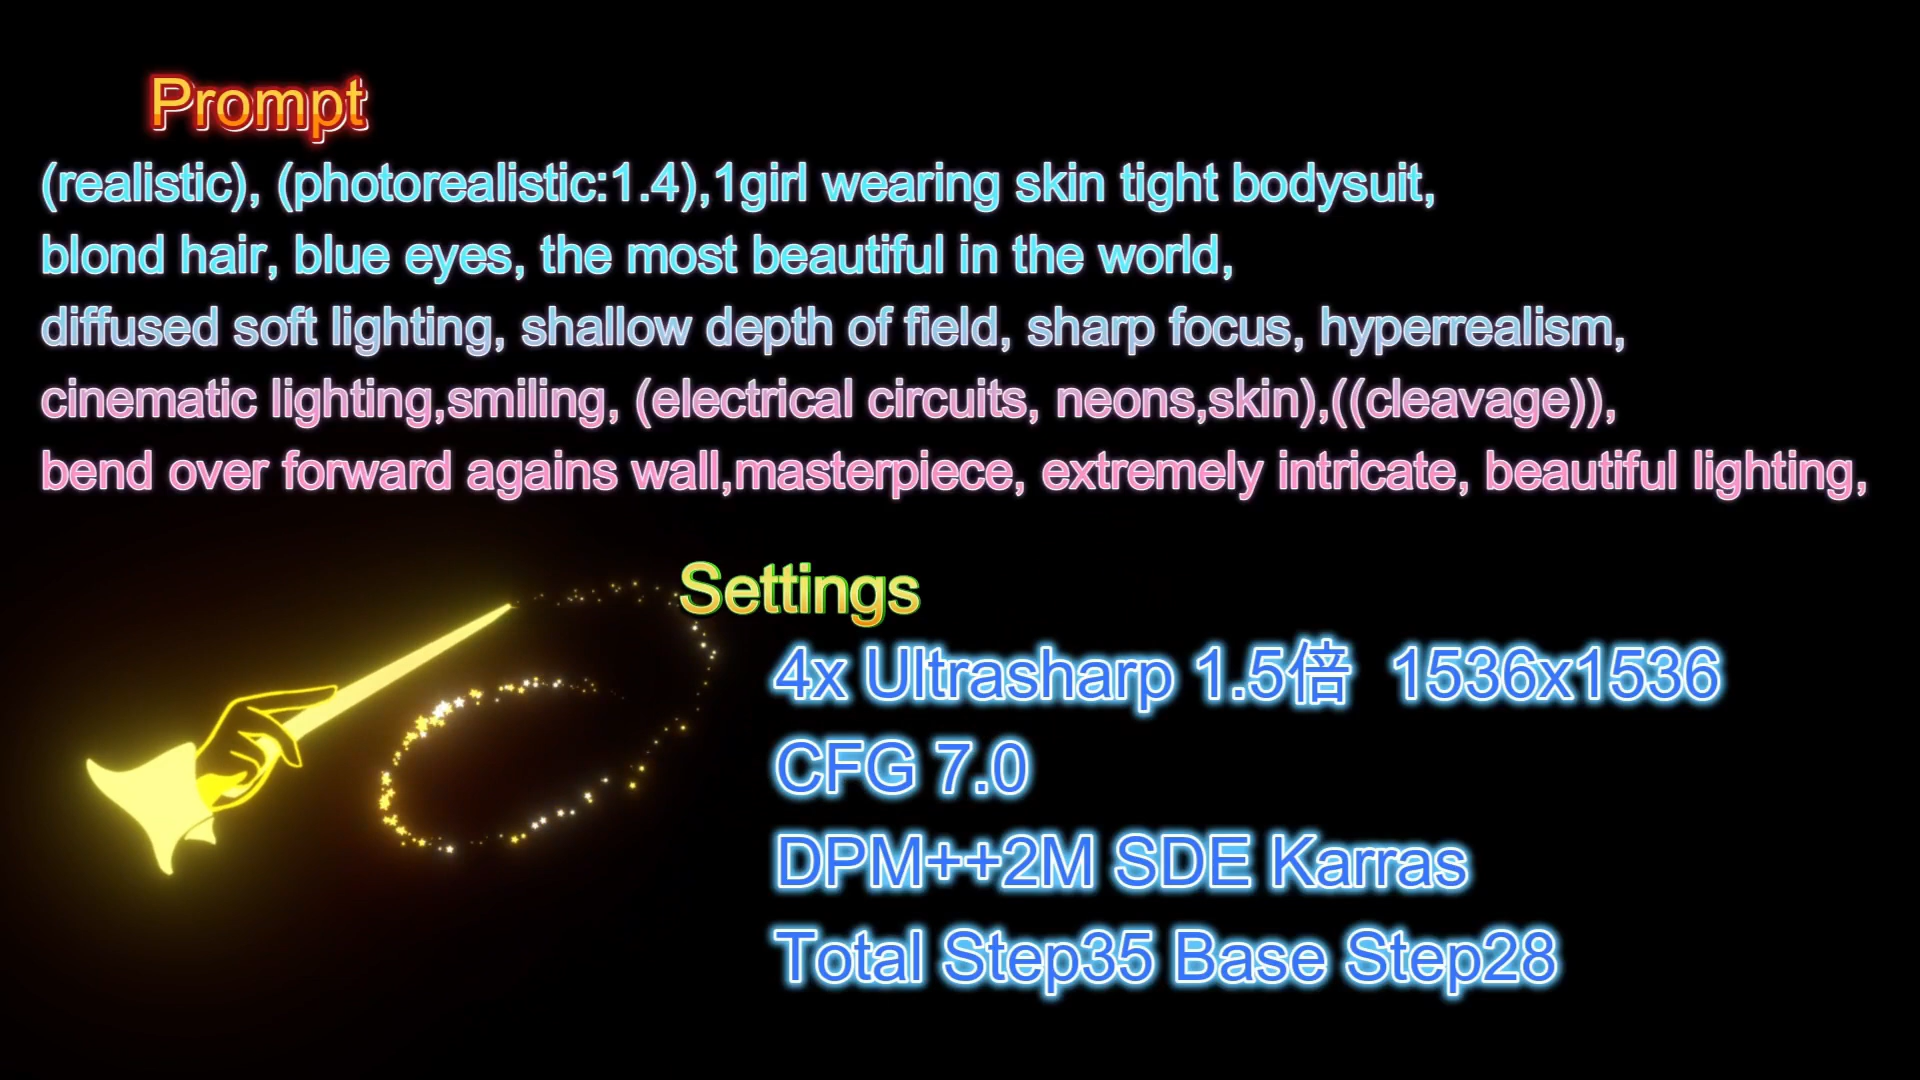 Prompt
(realistic), (photorealistic:1.4),1girl wearing skin tight bodysuit,
blond hair, blue eyes, the most beautiful in the world,
diffused soft lighting, shallow depth of field, sharp focus, hyperrealism,
cinematic lighting,smiling, (electrical circuits, neons,skin),((cleavage)),
bend over forward agains wall,masterpiece, extremely intricate, beautiful lighting,
Settings
4x Ultrasharp 1.5倍 1536x1536
CFG 7.0
DPM++2M SDE Karras
Total Step35 Base Step28